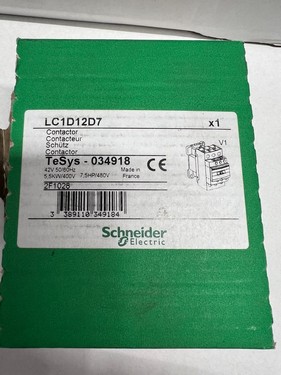 LC1D12D7 x1
Contactor
Contacteur
Schütz
Contactor
TeSys - 034918
V1
42V 50/60Hz Made in
5,5kW/400V 7,5HP/480V France
2F1026
3 389110 349184
Schneider
Electric